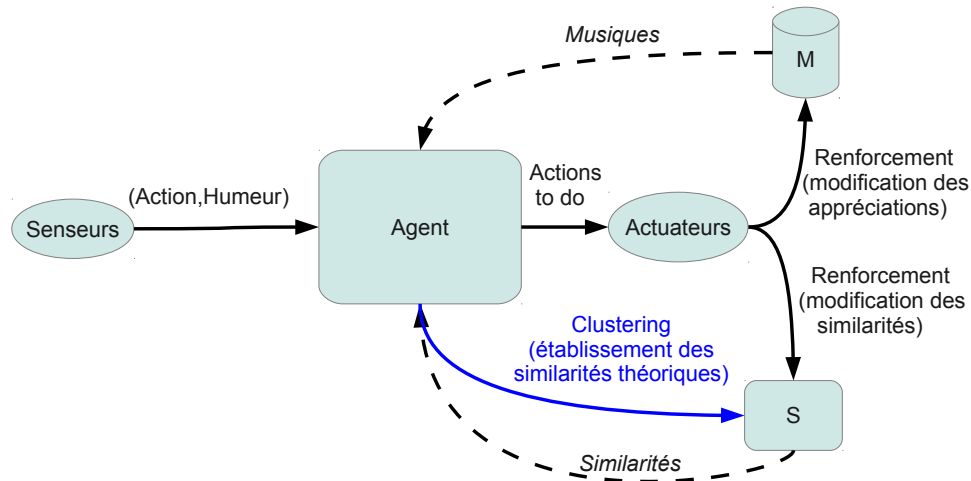 Musiques
M
Renforcement
(modification des
appréciations)
(Action,Humeur)
Actions
to do
Senseurs
Agent
Actuateurs
Renforcement
(modification des
similarités)
Clustering
(établissement des
similarités théoriques)
S
Similarités